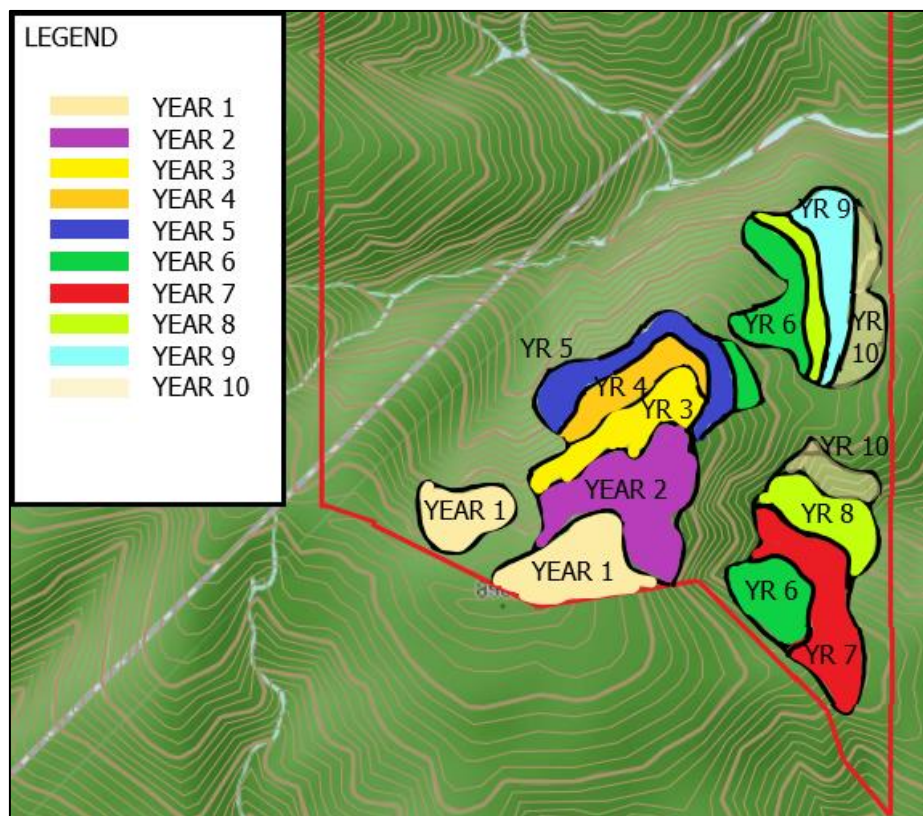 LEGEND
YEAR 1
YEAR 2
YEAR 3
YEAR 4
YEAR 5
YEAR 6
YEAR 7
YEAR 8
YEAR 9
YEAR 10
YR 9
YR 6
YR
10
YR 5
YR 4
YR 3
YR 10
YEAR 2
YEAR 1
YR 8
YEAR 1
YR 6
YR 7